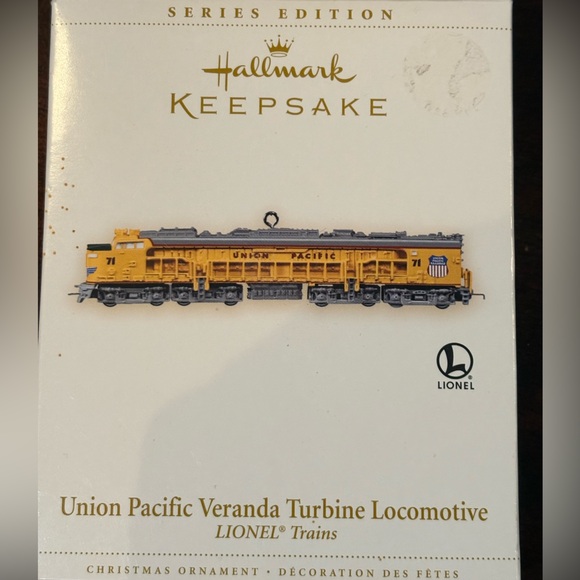 SERIES EDITION
Hallmark
KEEPSAKE
71 UNION PACIFIC 71
L
LIONEL®
Union Pacific Veranda Turbine Locomotive
LIONEL® Trains
CHRISTMAS ORNAMENT • DÉCORATION DES FÊTES